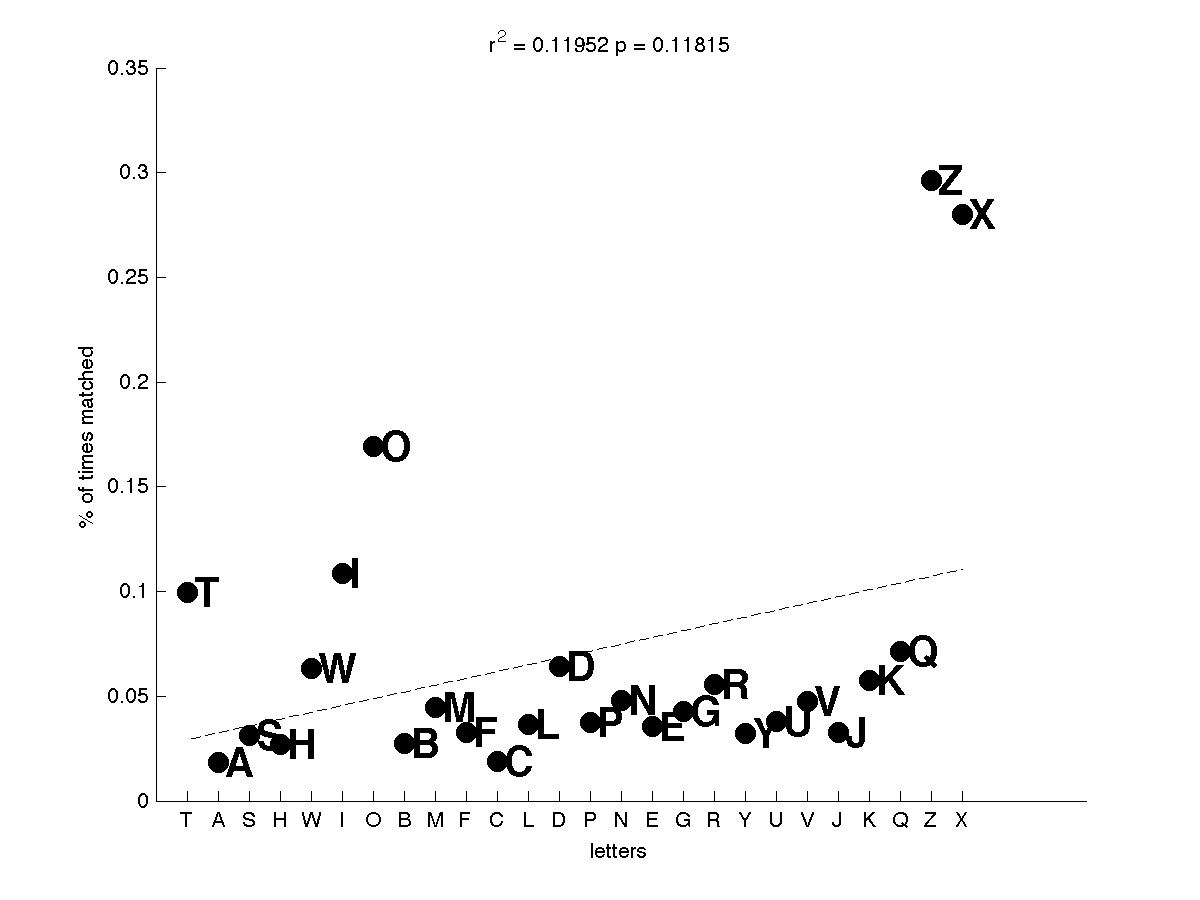 r2 = 0.11952 p = 0.11815
0.35
0.3
0.25
0.2
0.15
0.1
0.05
0
% of times matched
Z
X
O
I
T
W
D
Q
K
R
N
V
M
G
U
P
L
E
F
Y
J
S
H
B
A
C
T A S H W I O B M F C L D P N E G R Y U V J K Q Z X
letters